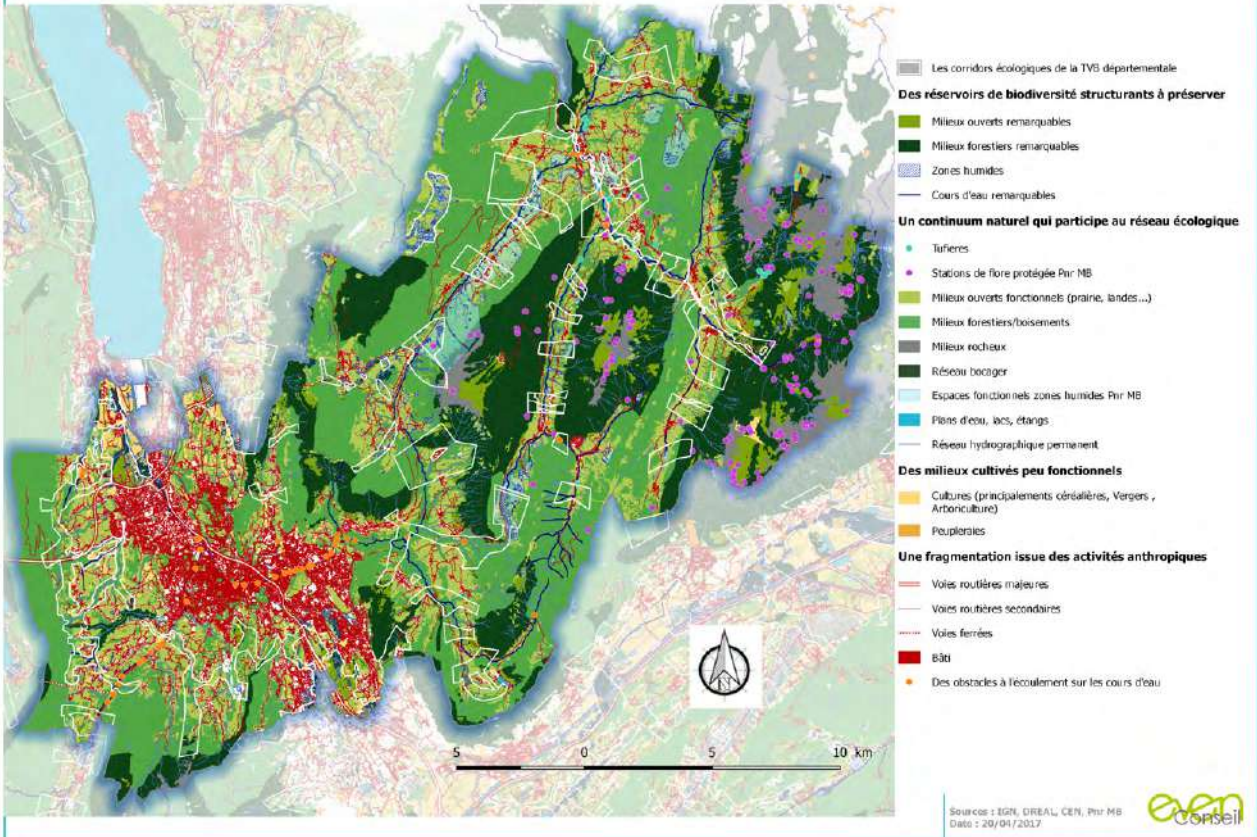 Les corridors écologiques de la TVB départementale
Des réservoirs de biodiversité structurants à préserver
Milieux ouverts remarquables
Milieux forestiers remarquables
Zones humides
Cours d'eau remarquables
Un continuum naturel qui participe au réseau écologique
Tufieres
Stations de flore protégée Pnr MB
Milieux ouverts fonctionnels (prairie, landes...)
Milieux forestiers/boisements
Milieux rocheux
Réseau bocager
Espaces fonctionnels zones humides Pnr MB
Plans d'eau, lacs, étangs
Réseau hydrographique permanent
Des milieux cultivés peu fonctionnels
Cultures (principalements céréalières, Vergers ,
Arboriculture)
Peupleraies
Une fragmentation issue des activités anthropiques
Voies routières majeures
Voies routières secondaires
Voies ferrées
Bâti
Des obstacles à l'écoulement sur les cours d'eau
N
5 0 5 10 km
Sources : IGN, DREAL, CEN, Pnr MB
Date : 20/04/2017
even
Conseil